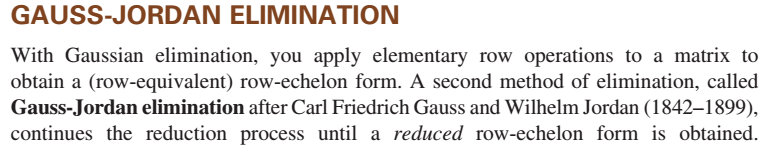 GAUSS-JORDAN ELIMINATION
With Gaussian elimination, you apply elementary row operations to a matrix to
obtain a (row-equivalent) row-echelon form. A second method of elimination, called
Gauss-Jordan elimination after Carl Friedrich Gauss and Wilhelm Jordan (1842–1899),
continues the reduction process until a reduced row-echelon form is obtained.